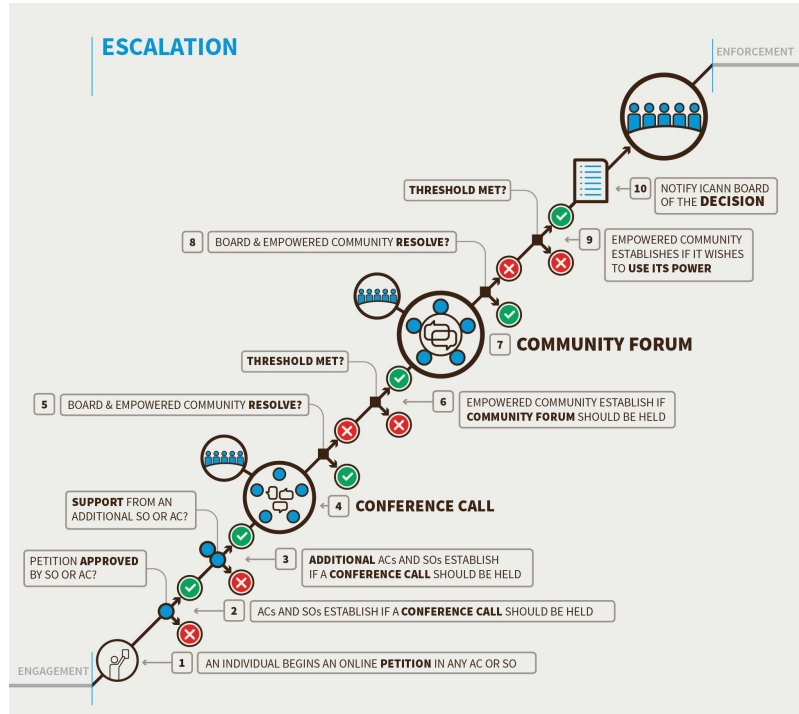 ESCALATION
ENFORCEMENT
THRESHOLD MET?
10
NOTIFY ICANN BOARD
OF THE DECISION
8
BOARD & EMPOWERED COMMUNITY RESOLVE?
9
EMPOWERED COMMUNITY
ESTABLISHES IF IT WISHES
TO USE ITS POWER
7
COMMUNITY FORUM
THRESHOLD MET?
5
BOARD & EMPOWERED COMMUNITY RESOLVE?
6
EMPOWERED COMMUNITY ESTABLISH IF
COMMUNITY FORUM SHOULD BE HELD
SUPPORT FROM AN
ADDITIONAL SO OR AC?
4
CONFERENCE CALL
PETITION APPROVED
BY SO OR AC?
3
ADDITIONAL ACs AND SOs ESTABLISH
IF A CONFERENCE CALL SHOULD BE HELD
2
ACs AND SOs ESTABLISH IF A CONFERENCE CALL SHOULD BE HELD
ENGAGEMENT
1
AN INDIVIDUAL BEGINS AN ONLINE PETITION IN ANY AC OR SO